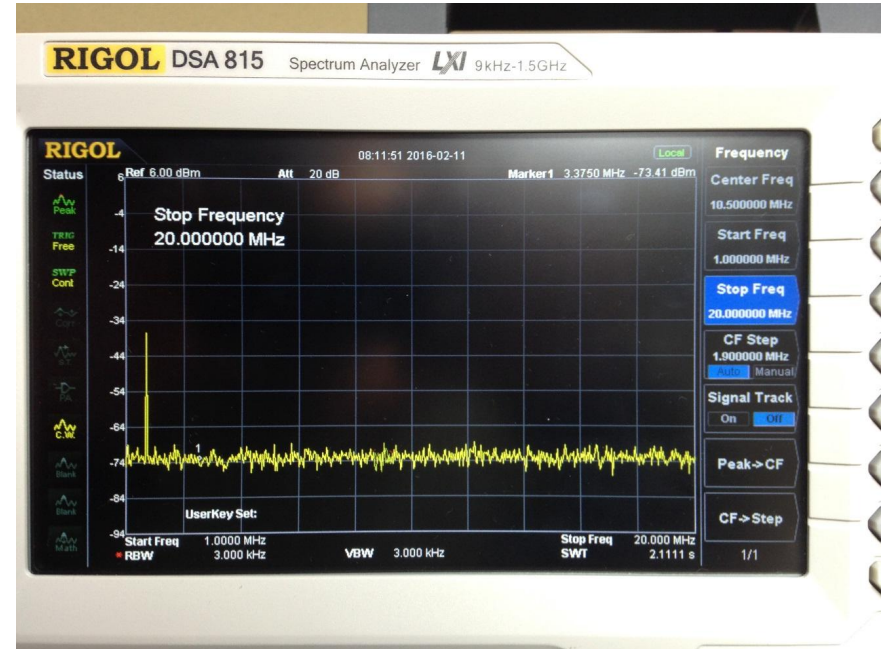 RIGOL DSA 815 Spectrum Analyzer LXI 9kHz-1.5GHz
RIGOL
08:11:51 2016-02-11
Local
Status
Ref 6.00 dBm Att 20 dB Marker1 3.3750 MHz -73.41 dBm
Peak
TRIG
Free
SWP
Cont
Corr
S.T.
PA
C.W.
Blank
Blank
Math
6
-4
-14
-24
-34
-44
-54
-64
-74
-84
-94
Stop Frequency
20.000000 MHz
1
UserKey Set:
Start Freq 1.0000 MHz Stop Freq 20.000 MHz
*RBW 3.000 kHz VBW 3.000 kHz SWT 2.1111 s
Frequency
Center Freq
10.500000 MHz
Start Freq
1.000000 MHz
Stop Freq
20.000000 MHz
CF Step
1.900000 MHz
Auto Manual
Signal Track
On Off
Peak->CF
CF->Step
1/1